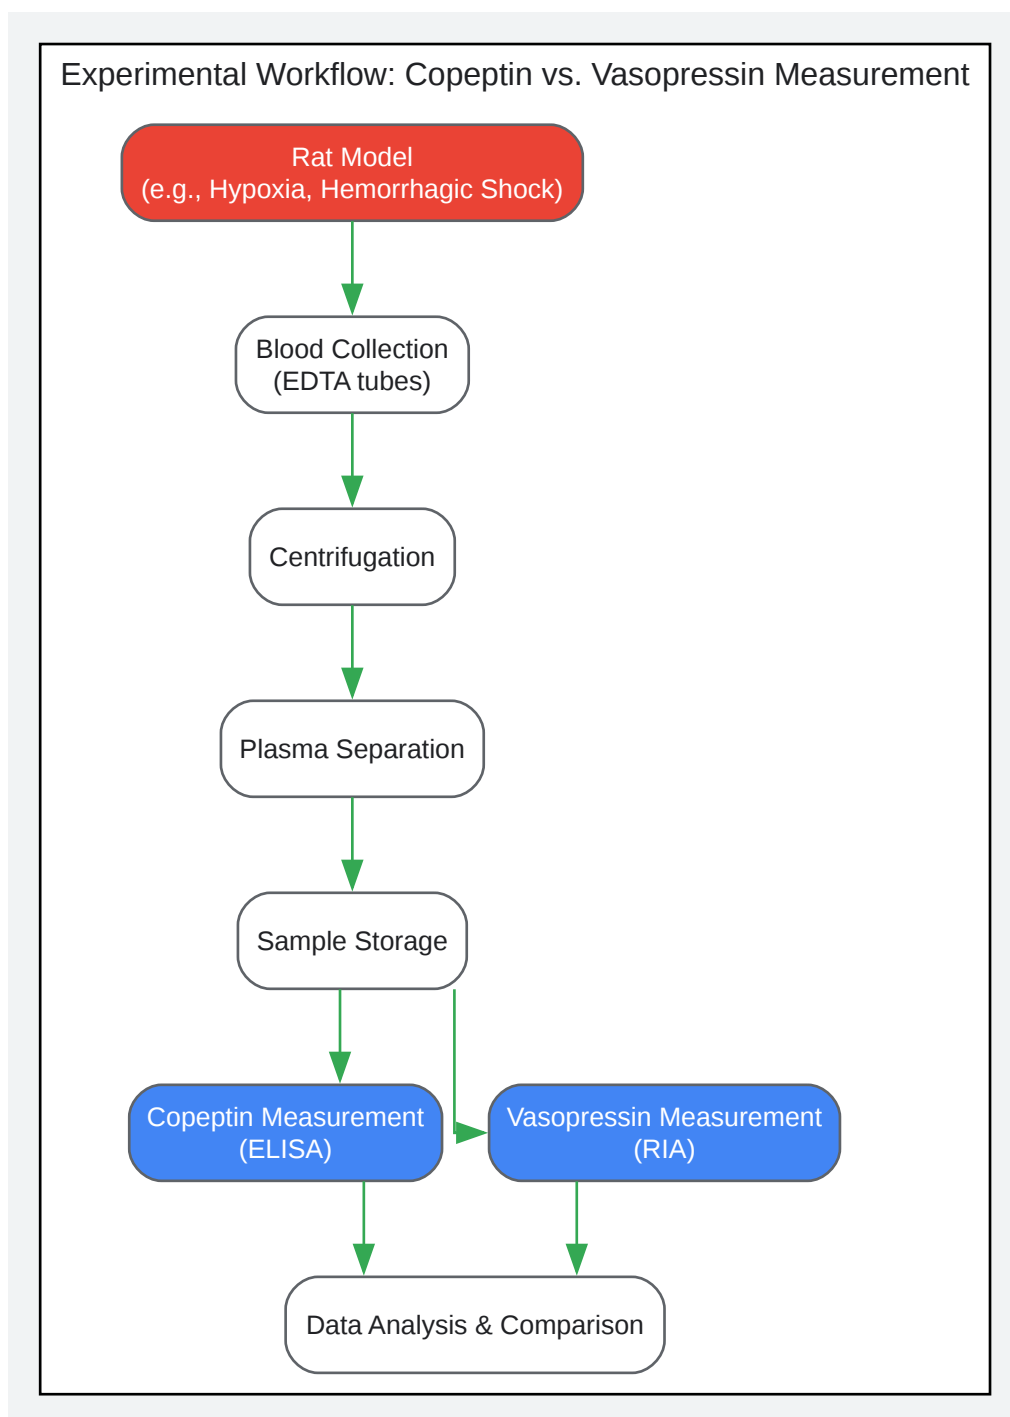 Experimental Workflow: Copeptin vs. Vasopressin Measurement
Rat Model
(e.g., Hypoxia, Hemorrhagic Shock)
Blood Collection
(EDTA tubes)
Centrifugation
Plasma Separation
Sample Storage
Copeptin Measurement
(ELISA)
Vasopressin Measurement
(RIA)
Data Analysis & Comparison